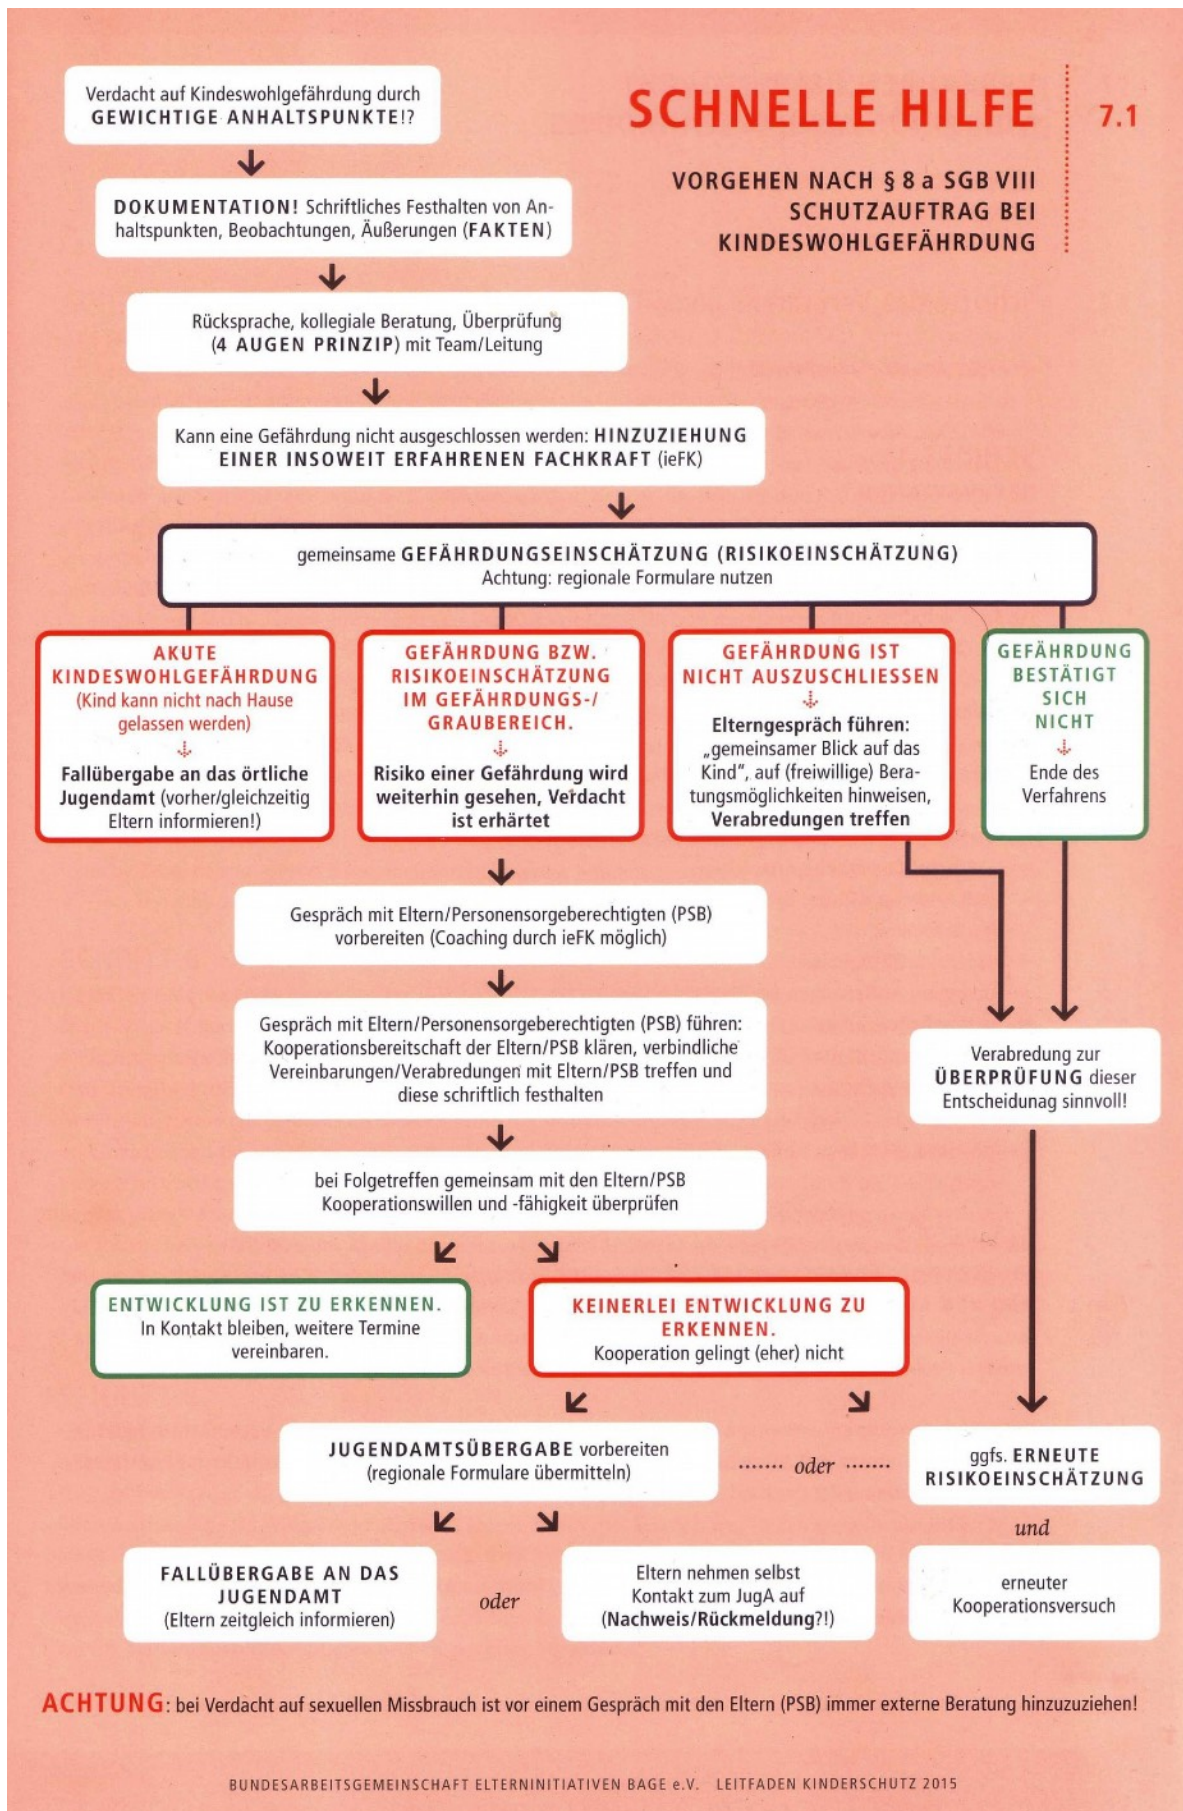 Verdacht auf Kindeswohlgefährdung durch
GEWICHTIGE ANHALTSPUNKTE!?
SCHNELLE HILFE
7.1
VORGEHEN NACH § 8 a SGB VIII
SCHUTZAUFTRAG BEI
KINDESWOHLGEFÄHRDUNG
DOKUMENTATION! Schriftliches Festhalten von An-
haltspunkten, Beobachtungen, Äußerungen (FAKTEN)
Rücksprache, kollegiale Beratung, Überprüfung
(4 AUGEN PRINZIP) mit Team/Leitung
Kann eine Gefährdung nicht ausgeschlossen werden: HINZUZIEHUNG
EINER INSOWEIT ERFAHRENEN FACHKRAFT (ieFK)
gemeinsame GEFÄHRDUNGSEINSCHÄTZUNG (RISIKOEINSCHÄTZUNG)
Achtung: regionale Formulare nutzen
AKUTE
KINDESWOHLGEFÄHRDUNG
(Kind kann nicht nach Hause
gelassen werden)
Fallübergabe an das örtliche
Jugendamt (vorher/gleichzeitig
Eltern informieren!)
GEFÄHRDUNG BZW.
RISIKOEINSCHÄTZUNG
IM GEFÄHRDUNGS-/
GRAUBEREICH.
Risiko einer Gefährdung wird
weiterhin gesehen, Verdacht
ist erhärtet
GEFÄHRDUNG IST
NICHT AUSZUSCHLIESSEN
Elterngespräch führen:
„gemeinsamer Blick auf das
Kind“, auf (freiwillige) Bera-
tungsmöglichkeiten hinweisen,
Verabredungen treffen
GEFÄHRDUNG
BESTÄTIGT
SICH
NICHT
Ende des
Verfahrens
Gespräch mit Eltern/Personensorgeberechtigten (PSB)
vorbereiten (Coaching durch ieFK möglich)
Gespräch mit Eltern/Personensorgeberechtigten (PSB) führen:
Kooperationsbereitschaft der Eltern/PSB klären, verbindliche
Vereinbarungen/Verabredungen mit Eltern/PSB treffen und
diese schriftlich festhalten
Verabredung zur
ÜBERPRÜFUNG dieser
Entscheidunag sinnvoll!
bei Folgetreffen gemeinsam mit den Eltern/PSB
Kooperationswillen und -fähigkeit überprüfen
ENTWICKLUNG IST ZU ERKENNEN.
In Kontakt bleiben, weitere Termine
vereinbaren.
KEINERLEI ENTWICKLUNG ZU
ERKENNEN.
Kooperation gelingt (eher) nicht
JUGENDAMTSÜBERGABE vorbereiten
(regionale Formulare übermitteln)
....... oder .......
ggfs. ERNEUTE
RISIKOEINSCHÄTZUNG
und
FALLÜBERGABE AN DAS
JUGENDAMT
(Eltern zeitgleich informieren)
oder
Eltern nehmen selbst
Kontakt zum JugA auf
(Nachweis/Rückmeldung?!)
erneuter
Kooperationsversuch
ACHTUNG: bei Verdacht auf sexuellen Missbrauch ist vor einem Gespräch mit den Eltern (PSB) immer externe Beratung hinzuzuziehen!
BUNDESARBEITSGEMEINSCHAFT ELTERNINITIATIVEN BAGE e.V. LEITFADEN KINDERSCHUTZ 2015